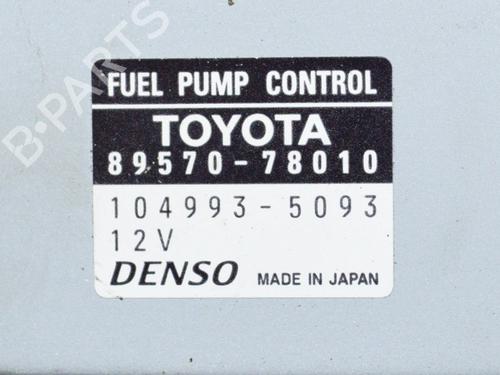 FUEL PUMP CONTROL
TOYOTA
89570-78010
104993-5093
12V
DENSO MADE IN JAPAN
B-PARTS